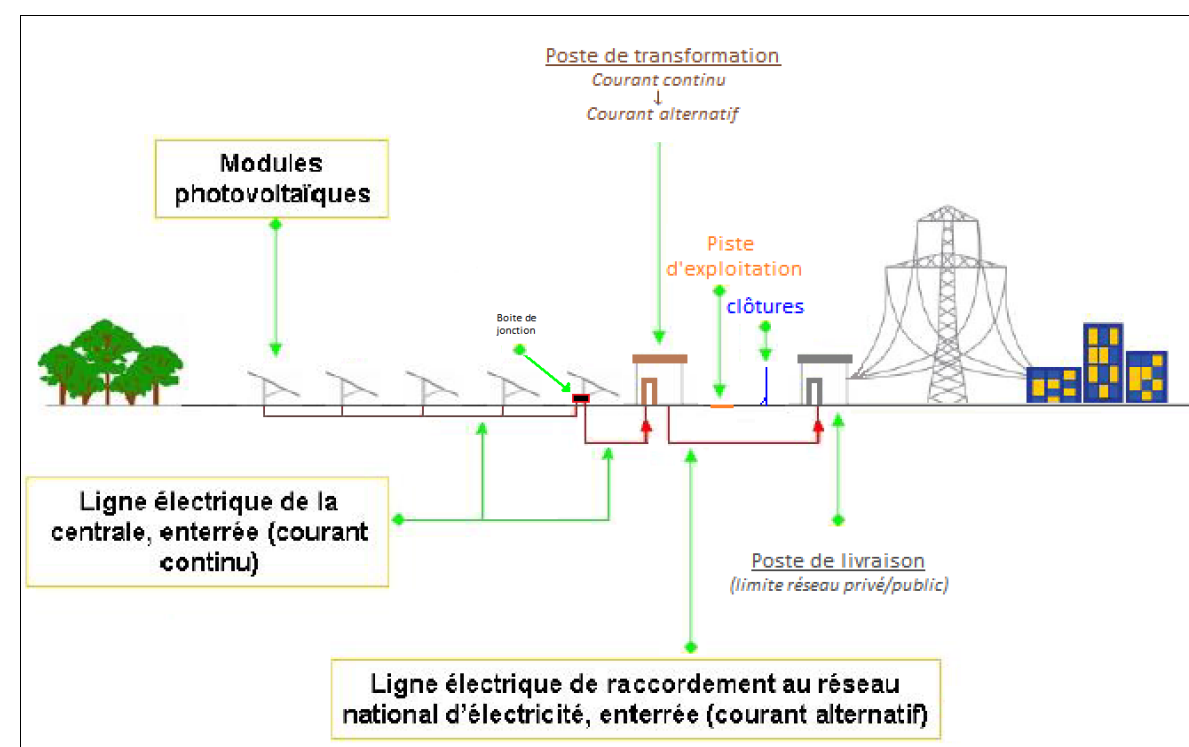 Poste de transformation
Courant continu
↓
Courant alternatif
Modules
photovoltaïques
Piste
d'exploitation
clôtures
Boite de
jonction
Ligne électrique de la
centrale, enterrée (courant
continu)
Poste de livraison
(limite réseau privé/public)
Ligne électrique de raccordement au réseau
national d'électricité, enterrée (courant alternatif)